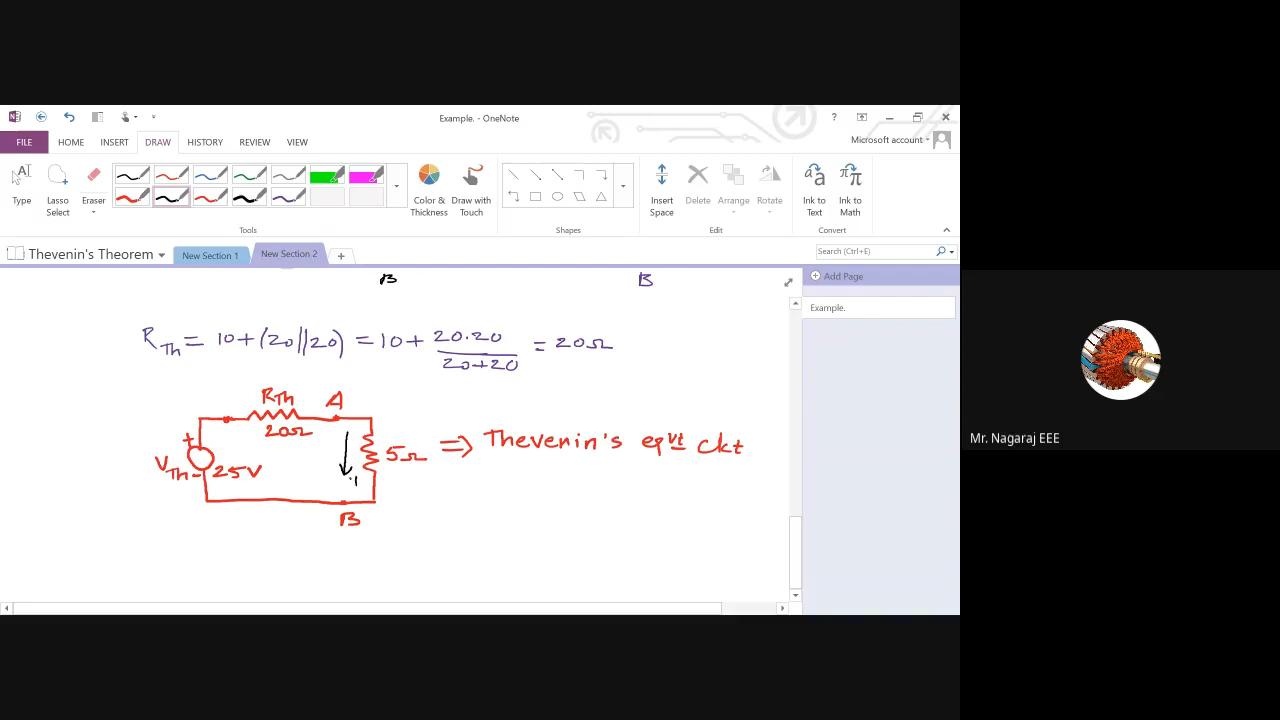 Example. - OneNote
?
FILE HOME INSERT DRAW HISTORY REVIEW VIEW
Microsoft account
Type
Lasso Select
Eraser
Color & Thickness
Draw with Touch
Insert Space
Delete
Arrange
Rotate
Ink to Text
Ink to Math
Tools
Shapes
Edit
Convert
Thevenin's Theorem
New Section 1
New Section 2
Search (Ctrl+E)
Add Page
Example.
B B
R Th = 10+(20||20) = 10 + 20.20 / 20+20 = 20Ω
RTh A
20Ω
+
VTh - 25V
5Ω ⇒ Thevenin's eqvt ckt
B
Mr. Nagaraj EEE